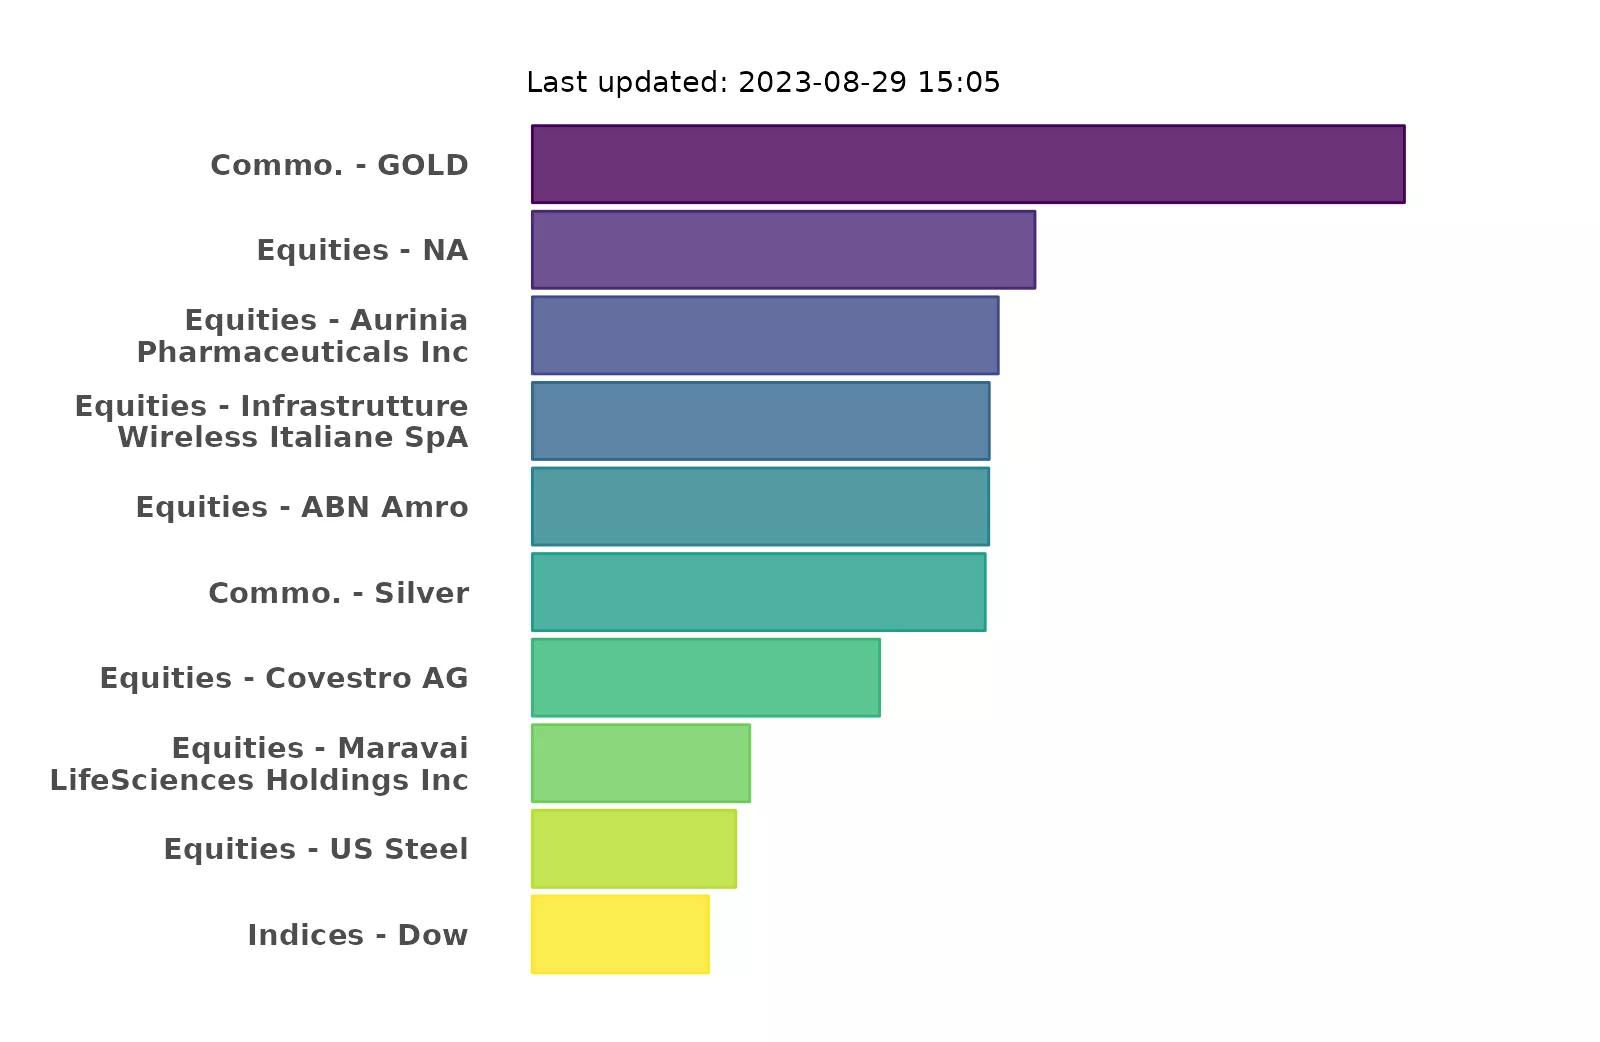 Last updated: 2023-08-29 15:05
Commo. - GOLD
Equities - NA
Equities - Aurinia
Pharmaceuticals Inc
Equities - Infrastrutture
Wireless Italiane SpA
Equities - ABN Amro
Commo. - Silver
Equities - Covestro AG
Equities - Maravai
LifeSciences Holdings Inc
Equities - US Steel
Indices - Dow